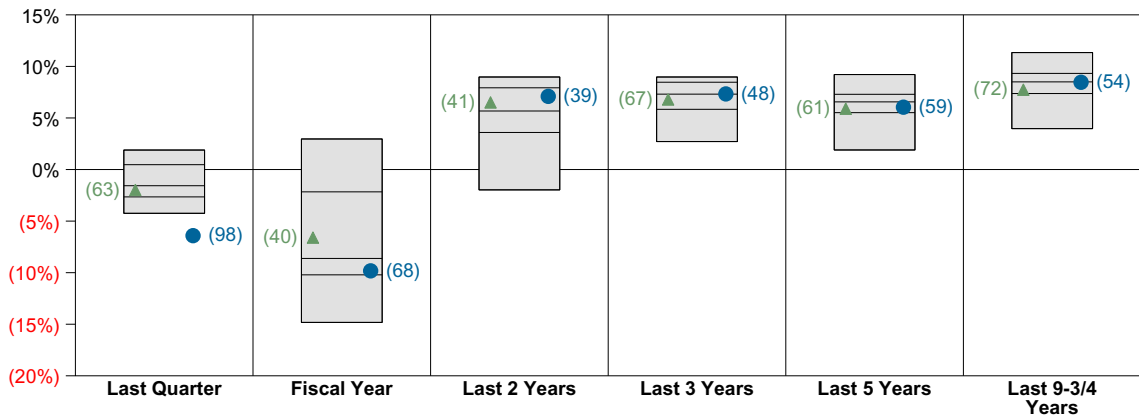 15%
10%
5%
0%
(5%)
(10%)
(15%)
(20%)
(63)
(98)
(40)
(68)
(41)
(39)
(67)
(48)
(61)
(59)
(72)
(54)
Last Quarter
Fiscal Year
Last 2 Years
Last 3 Years
Last 5 Years
Last 9-3/4
Years